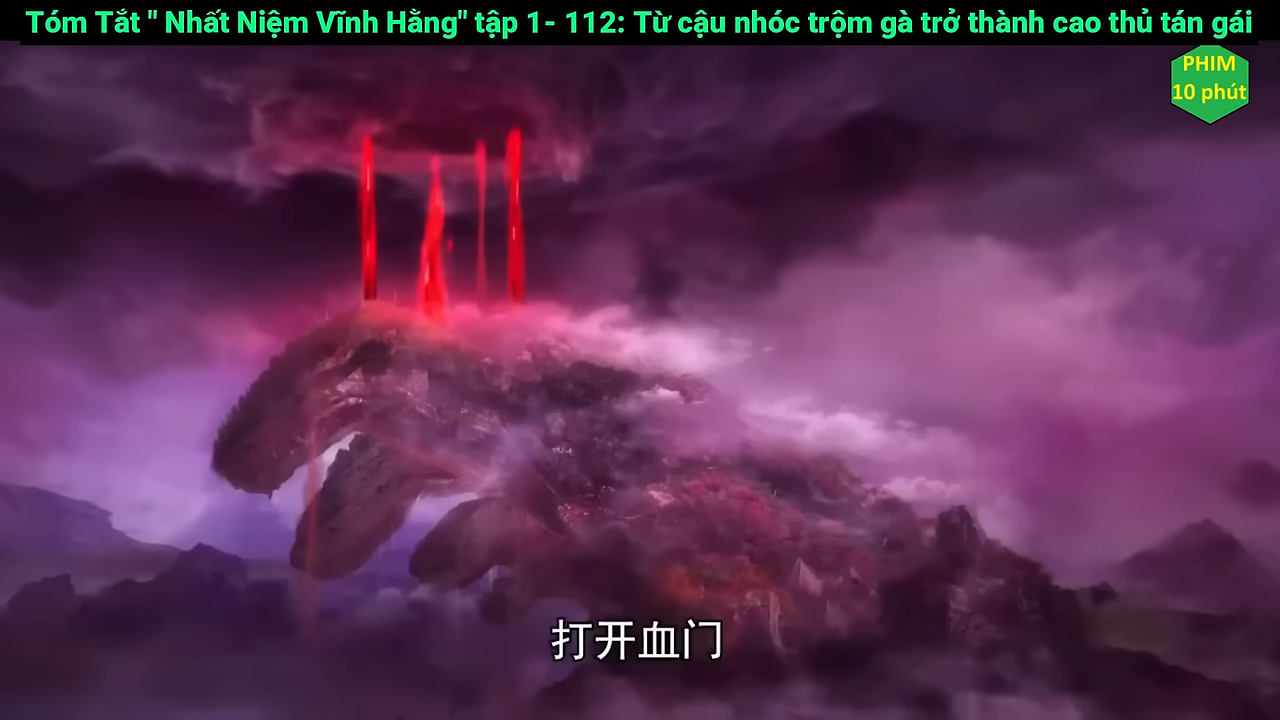 Tóm Tắt " Nhất Niệm Vĩnh Hằng" tập 1- 112: Từ cậu nhóc trộm gà trở thành cao thủ tán gái
PHIM
10 phút
打开血门